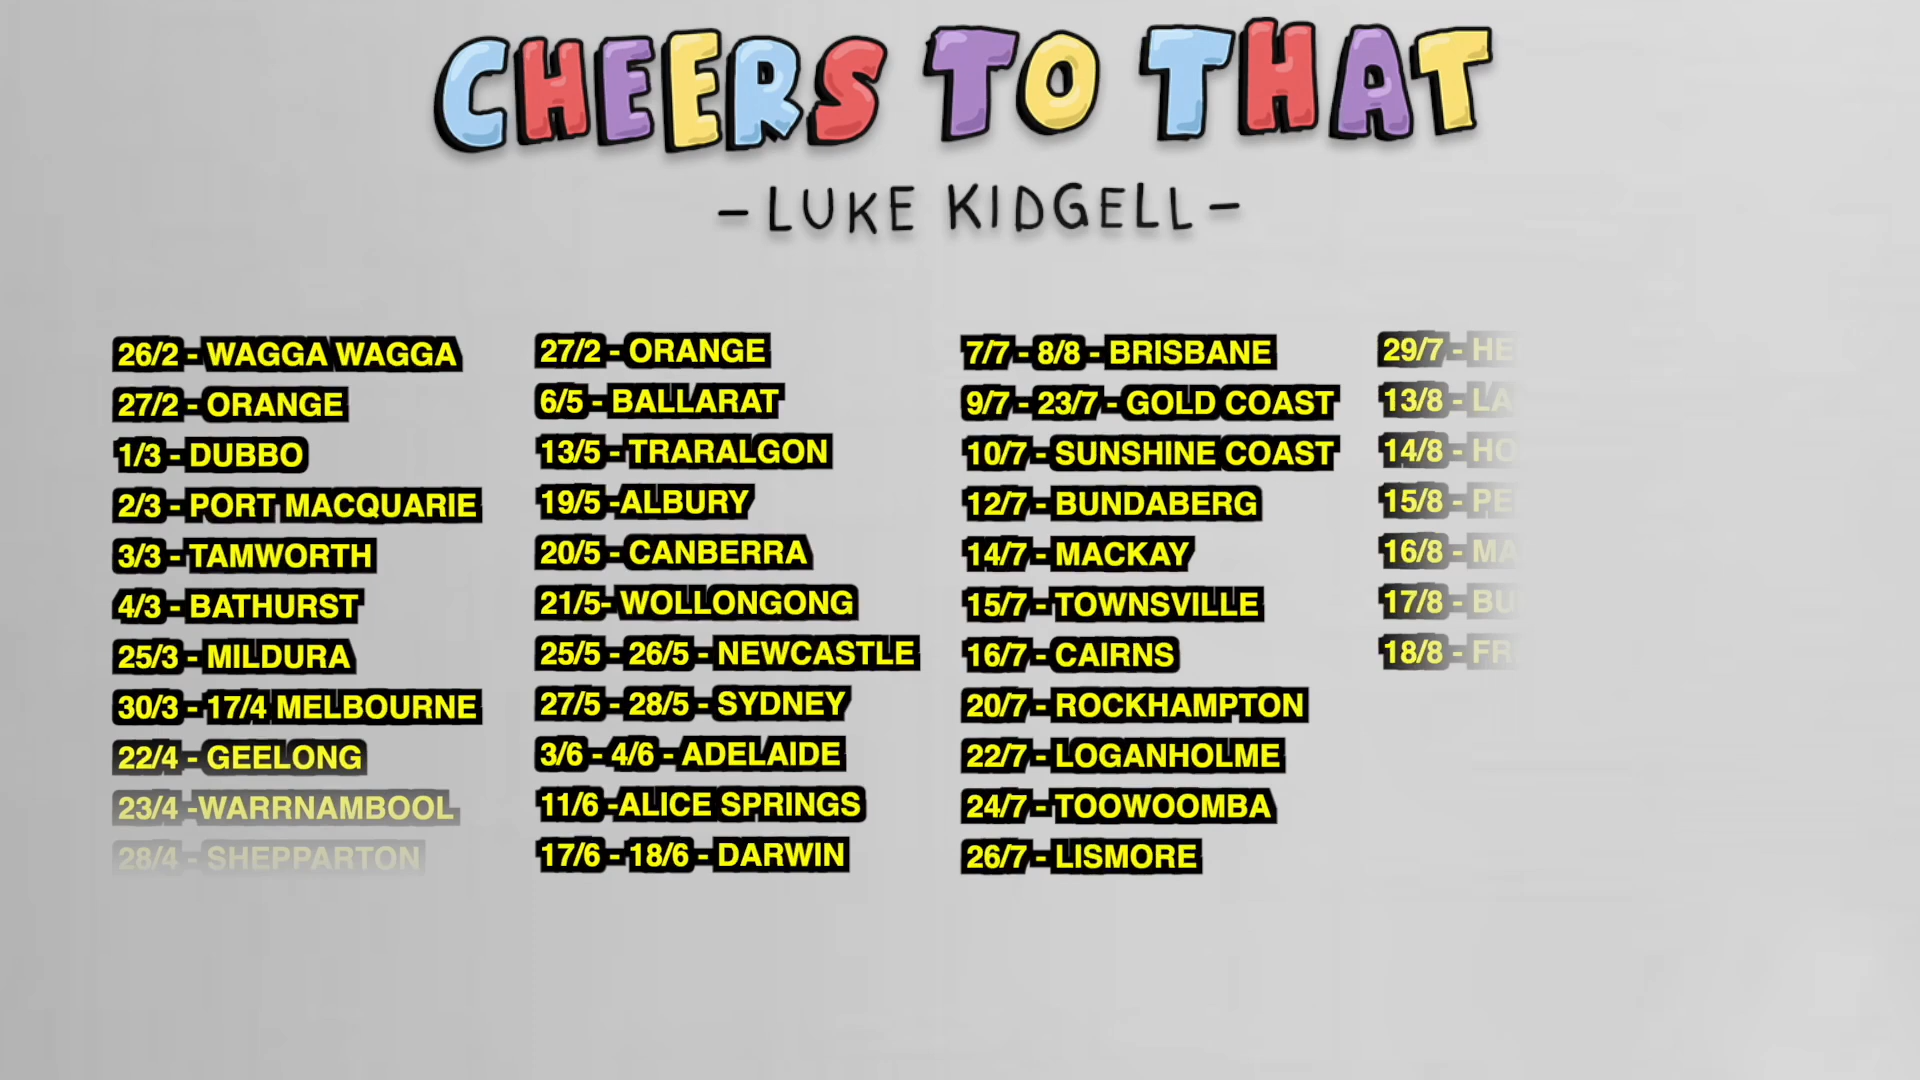 CHEERS TO THAT
- LUKE KIDGELL -
26/2 - WAGGA WAGGA
27/2 - ORANGE
1/3 - DUBBO
2/3 - PORT MACQUARIE
3/3 - TAMWORTH
4/3 - BATHURST
25/3 - MILDURA
30/3 - 17/4 MELBOURNE
22/4 - GEELONG
23/4 -WARRNAMBOOL
28/4 - SHEPPARTON
27/2 - ORANGE
6/5 - BALLARAT
13/5 - TRARALGON
19/5 -ALBURY
20/5 - CANBERRA
21/5- WOLLONGONG
25/5 - 26/5 - NEWCASTLE
27/5 - 28/5 - SYDNEY
3/6 - 4/6 - ADELAIDE
11/6 -ALICE SPRINGS
17/6 - 18/6 - DARWIN
7/7 - 8/8 - BRISBANE
9/7 - 23/7 - GOLD COAST
10/7 - SUNSHINE COAST
12/7 - BUNDABERG
14/7 - MACKAY
15/7 - TOWNSVILLE
16/7 - CAIRNS
20/7 - ROCKHAMPTON
22/7 - LOGANHOLME
24/7 - TOOWOOMBA
26/7 - LISMORE
29/7 -
13/8 -
14/8 -
15/8 -
16/8 -
17/8 -
18/8 -